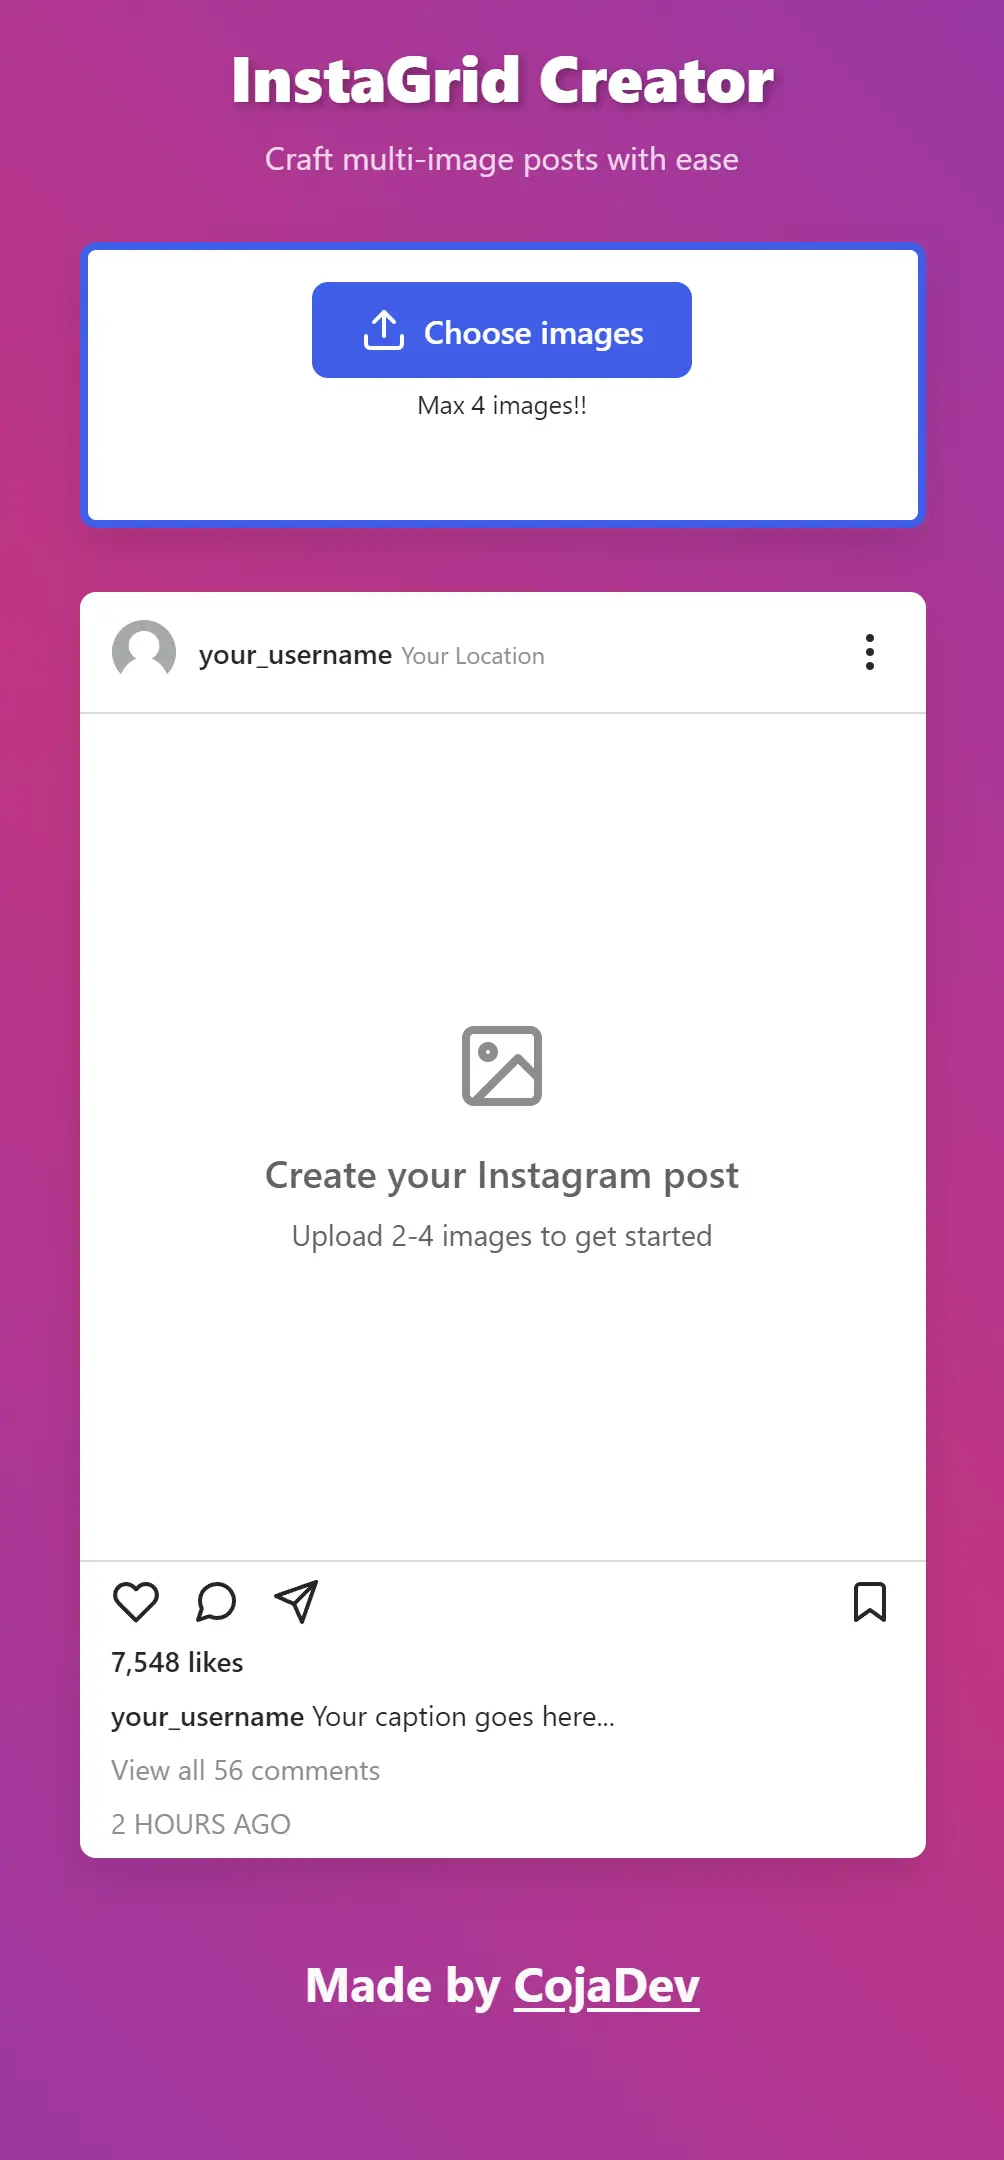 InstaGrid Creator
Craft multi-image posts with ease
Choose images
Max 4 images!!
your_username Your Location
Create your Instagram post
Upload 2-4 images to get started
7,548 likes
your_username Your caption goes here...
View all 56 comments
2 HOURS AGO
Made by CojaDev